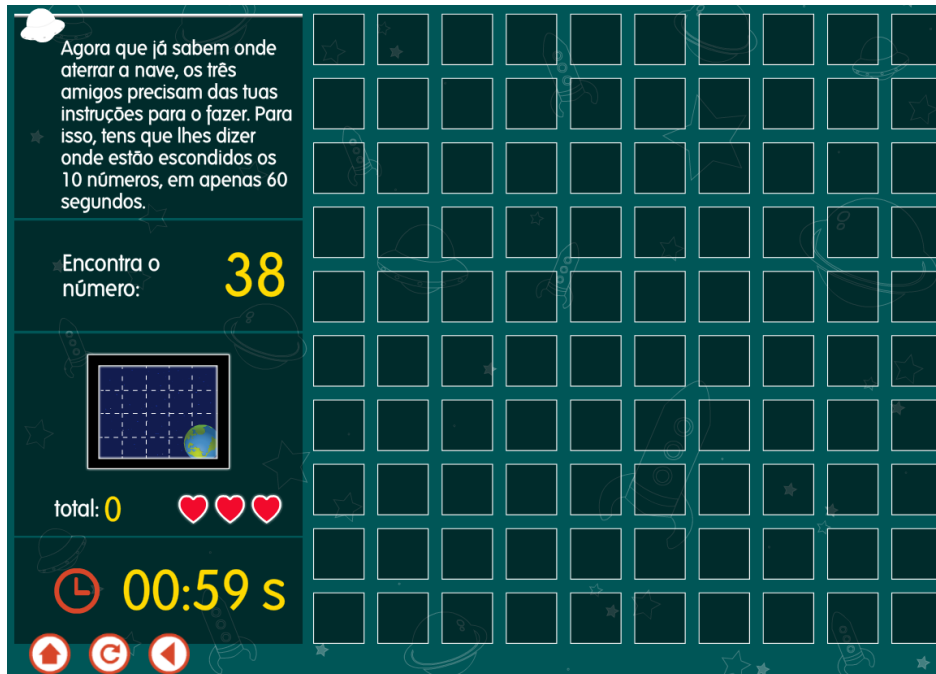 Agora que já sabem onde
aterrar a nave, os três
amigos precisam das tuas
instruções para o fazer. Para
isso, tens que lhes dizer
onde estão escondidos os
10 números, em apenas 60
segundos.
Encontra o
número:
38
total: 0
00:59 s